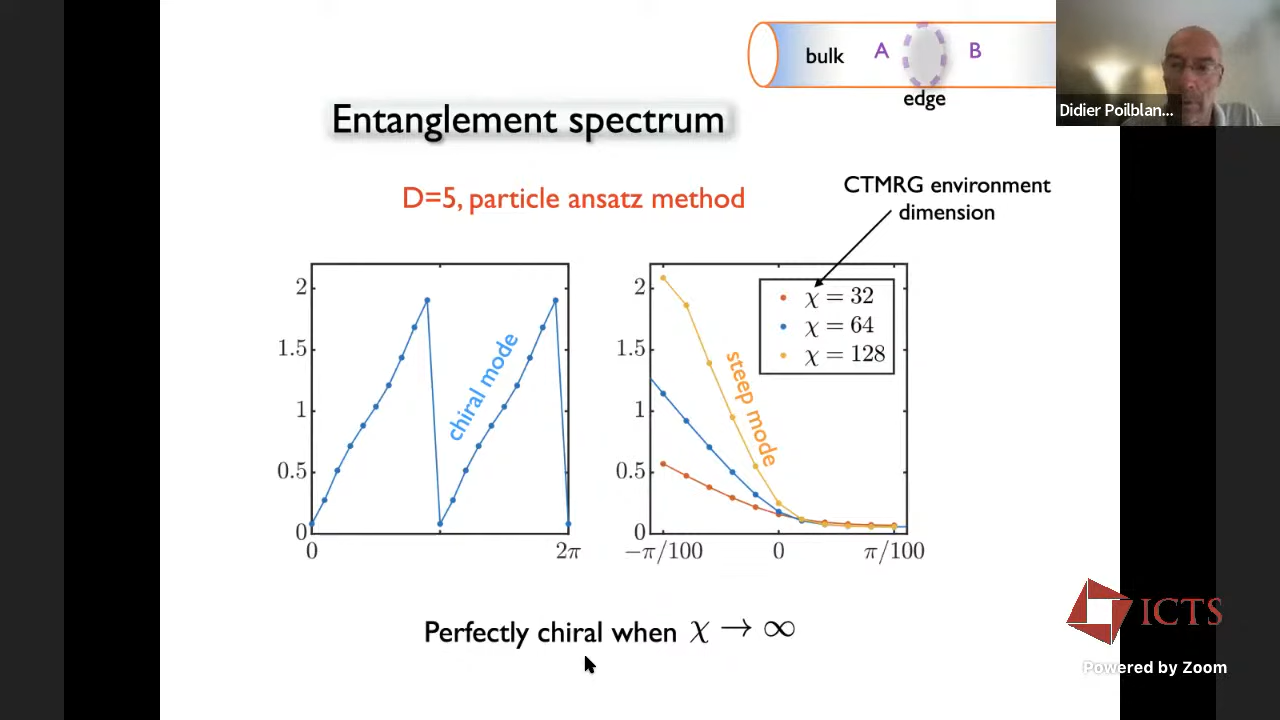 bulk A B
edge
Didier Poilblan...
Entanglement spectrum
D=5, particle ansatz method
CTMRG environment
dimension
2
1.5
1
0.5
0
0
2π
chiral mode
2
1.5
1
0.5
0
−π/100
0
π/100
steep mode
χ = 32
χ = 64
χ = 128
Perfectly chiral when χ → ∞
ICTS
Powered by Zoom